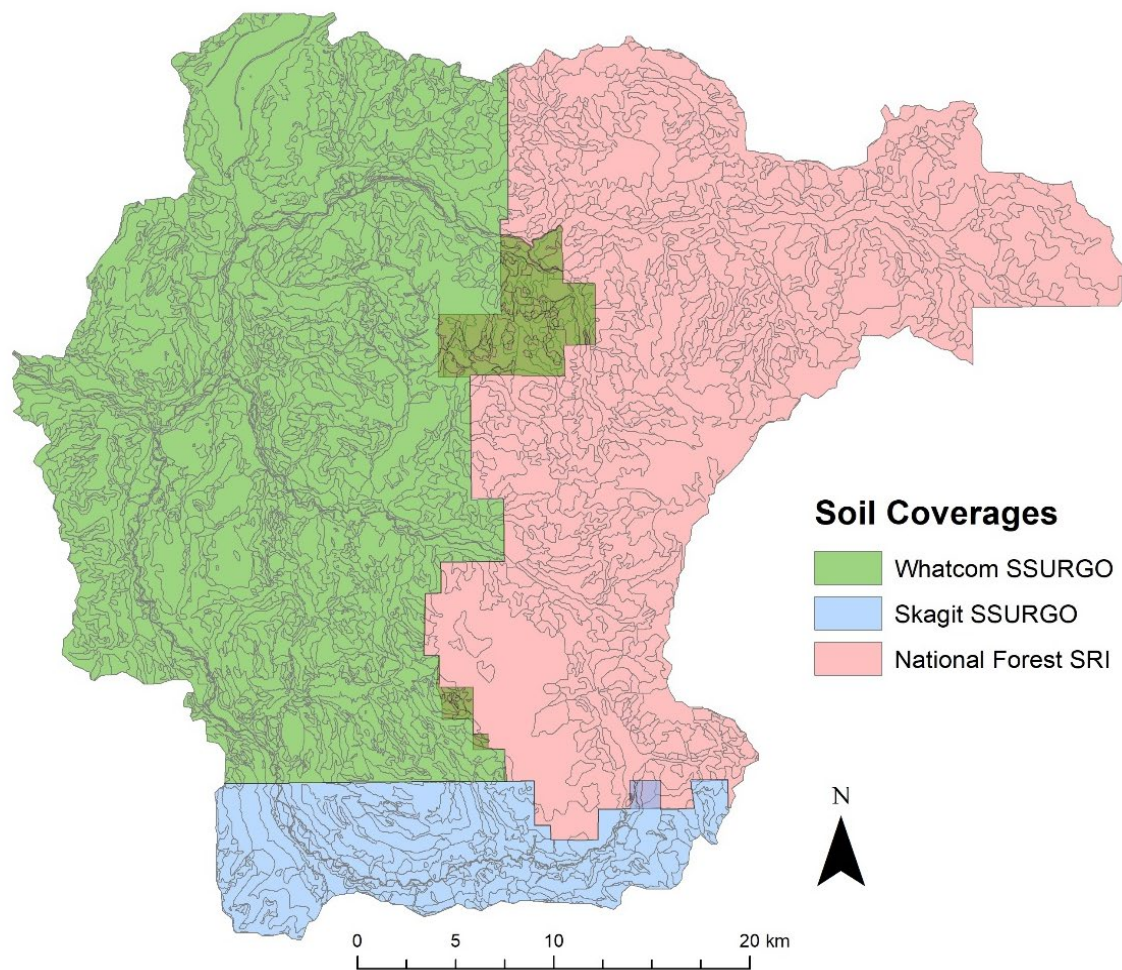 Soil Coverages
Whatcom SSURGO
Skagit SSURGO
National Forest SRI
N
0 5 10 20 km